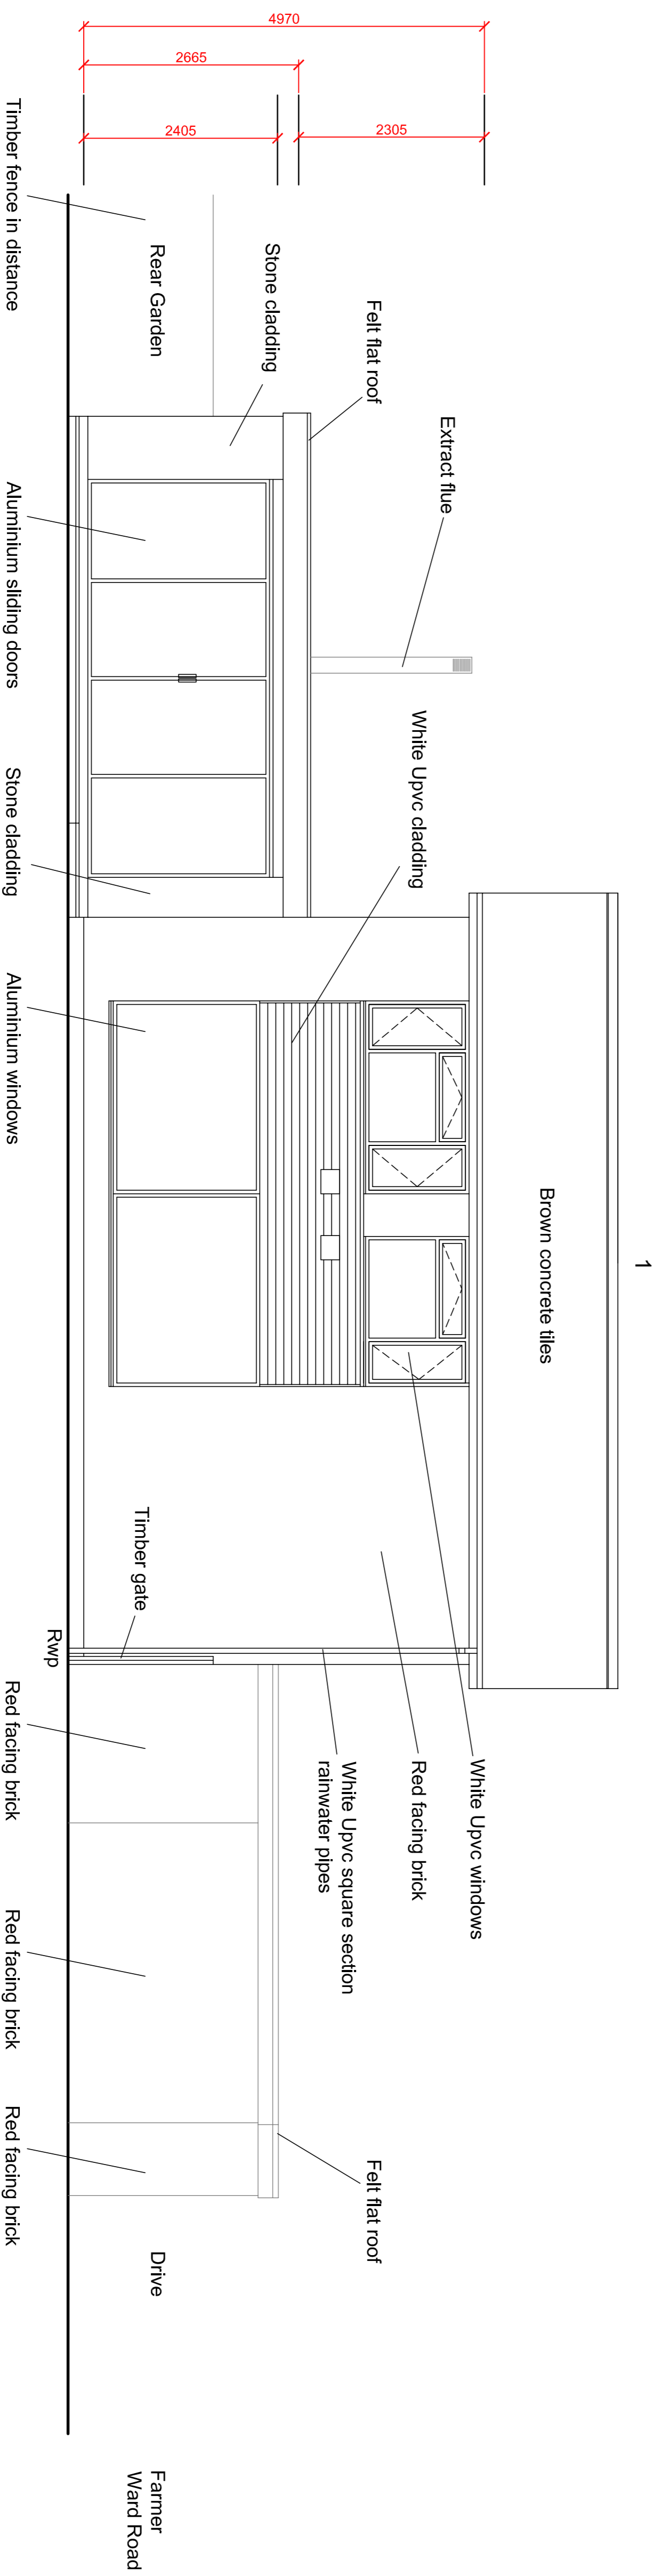 1
4970
2665
2405
2305
Extract flue
Felt flat roof
Stone cladding
Rear Garden
Timber fence in distance
White Upvc cladding
Brown concrete tiles
Aluminium sliding doors
Stone cladding
Aluminium windows
Timber gate
Rwp
White Upvc windows
Red facing brick
White Upvc square section
rainwater pipes
Red facing brick
Red facing brick
Red facing brick
Felt flat roof
Drive
Farmer
Ward Road